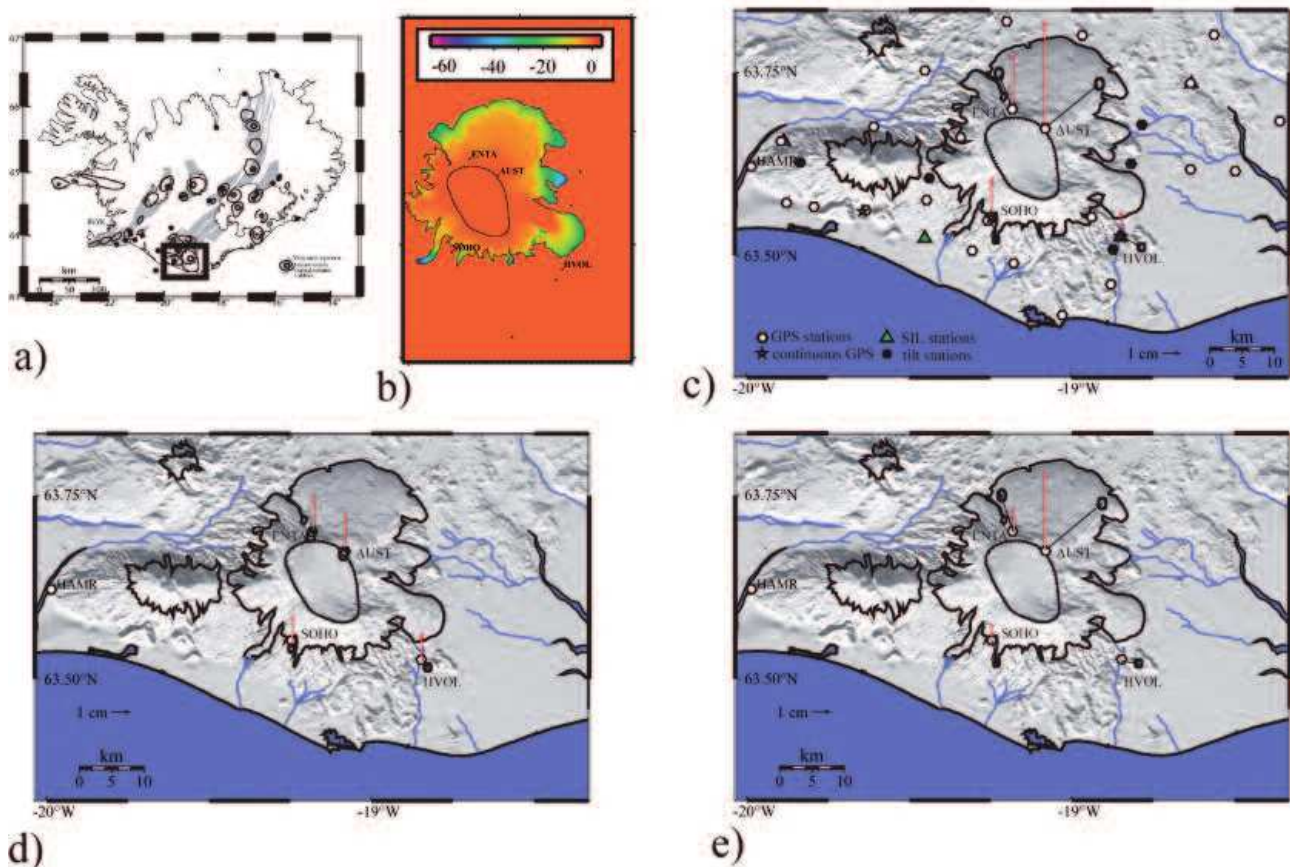 -60 -40 -20 0
ENTA
AUST
SOHO
HVOL
km
0 50 100
a)
b)
63.75°N
ENTA
AUST
HAMR
SOHO
63.50°N
HVOL
GPS stations
SIL stations
continuous GPS
tilt stations
1 cm
km
0 5 10
-20°W
-19°W
c)
63.75°N
ENTA
AUST
HAMR
SOHO
63.50°N
HVOL
1 cm
km
0 5 10
-20°W
-19°W
d)
63.75°N
ENTA
AUST
HAMR
SOHO
63.50°N
HVOL
1 cm
km
0 5 10
-20°W
-19°W
e)